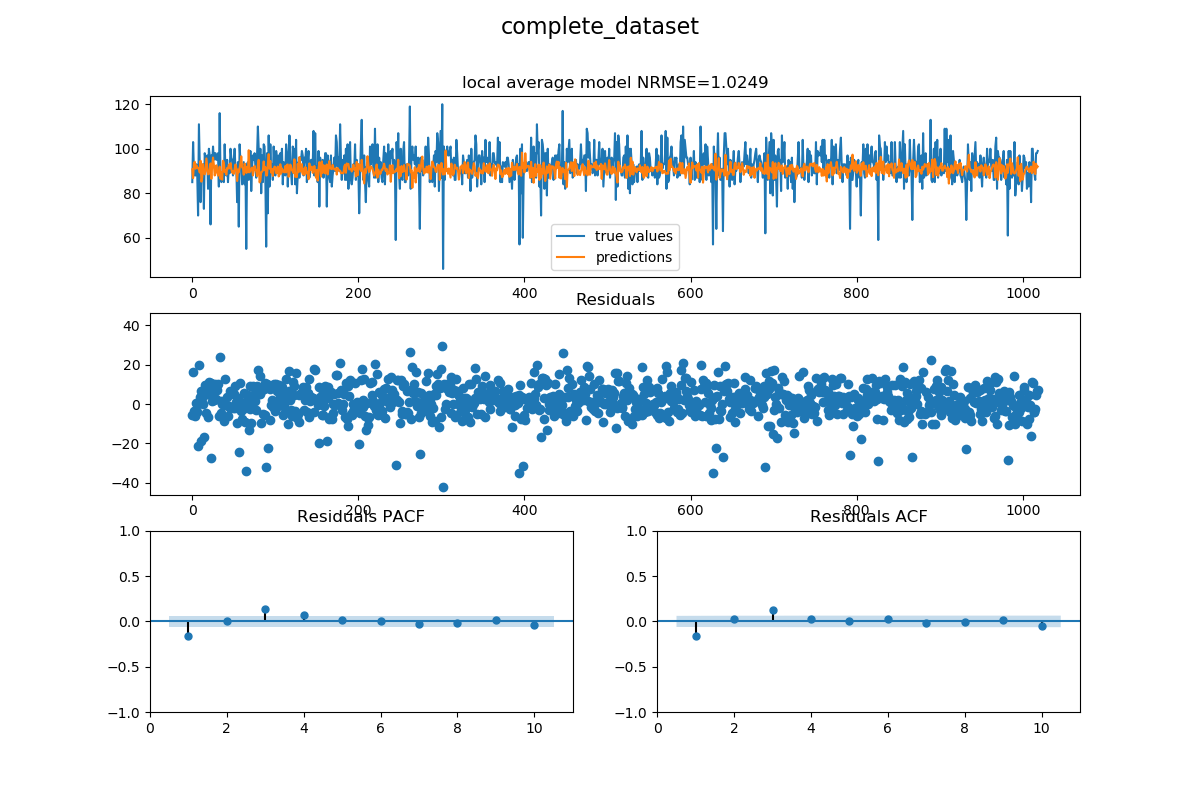 complete_dataset
local average model NRMSE=1.0249
120
100
80
60
true values
predictions
0 200 400 600 800 1000
Residuals
40
20
0
−20
−40
0 200 400 600 800 1000
Residuals PACF
1.0
0.5
0.0
−0.5
−1.0
0 2 4 6 8 10
Residuals ACF
1.0
0.5
0.0
−0.5
−1.0
0 2 4 6 8 10